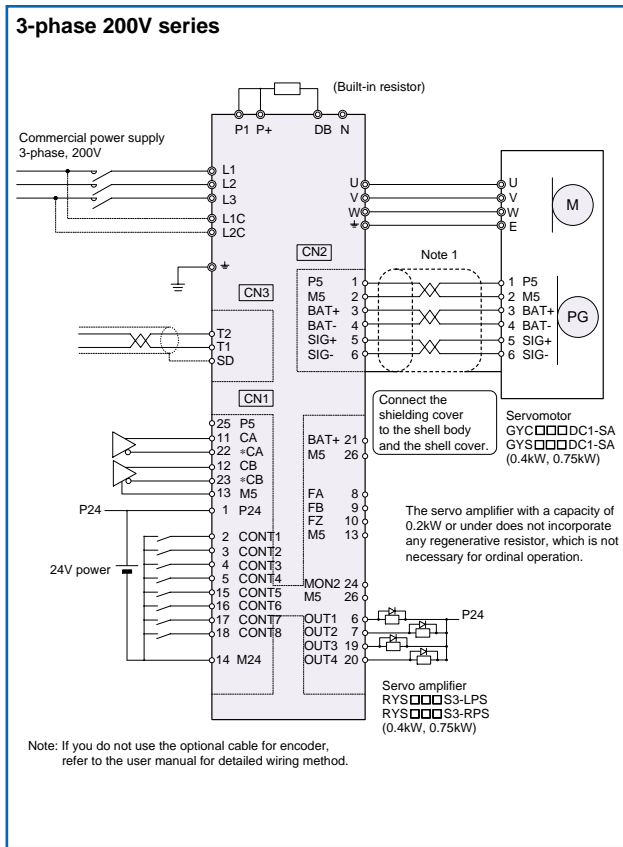 3-phase 200V series
(Built-in resistor)
P1 P+ DB N
Commercial power supply
3-phase, 200V
L1
L2
L3
L1C
L2C
U
V
W
U
V
W
E
M
CN2
Note 1
P5 1
M5 2
BAT+ 3
BAT- 4
SIG+ 5
SIG- 6
1 P5
2 M5
3 BAT+
4 BAT-
5 SIG+
6 SIG-
PG
CN3
T2
T1
SD
Connect the
shielding cover
to the shell body
and the shell cover.
Servomotor
GYC□□□DC1-SA
GYS□□□DC1-SA
(0.4kW, 0.75kW)
CN1
25 P5
11 CA
22 *CA
12 CB
23 *CB
13 M5
P24 1 P24
24V power
2 CONT1
3 CONT2
4 CONT3
5 CONT4
15 CONT5
16 CONT6
17 CONT7
18 CONT8
14 M24
BAT+ 21
M5 26
FA 8
FB 9
FZ 10
M5 13
MON2 24
M5 26
OUT1 6
OUT2 7
OUT3 19
OUT4 20
P24
The servo amplifier with a capacity of
0.2kW or under does not incorporate
any regenerative resistor, which is not
necessary for ordinal operation.
Servo amplifier
RYS□□□S3-LPS
RYS□□□S3-RPS
(0.4kW, 0.75kW)
Note: If you do not use the optional cable for encoder,
refer to the user manual for detailed wiring method.